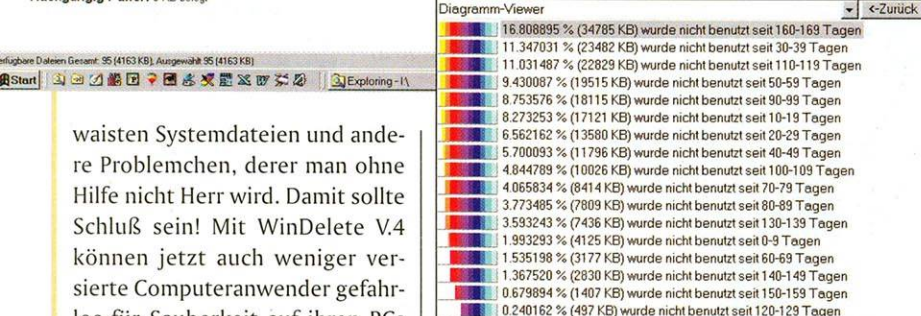 5 KB belegt
Verfügbare Dateien Gesamt: 95 (4163 KB), Ausgewählt 95 (4163 KB)
Start
Exploring - I:\
waisten Systemdateien und ande-
re Problemchen, derer man ohne
Hilfe nicht Herr wird. Damit sollte
Schluß sein! Mit WinDelete V.4
können jetzt auch weniger ver-
sierte Computeranwender gefahr-
los für Sauberkeit auf ihren PCs
Diagramm-Viewer
<-Zurück
16.808895 % (34785 KB) wurde nicht benutzt seit 160-169 Tagen
11.347031 % (23482 KB) wurde nicht benutzt seit 30-39 Tagen
11.031487 % (22829 KB) wurde nicht benutzt seit 110-119 Tagen
9.430087 % (19515 KB) wurde nicht benutzt seit 50-59 Tagen
8.753576 % (18115 KB) wurde nicht benutzt seit 90-99 Tagen
8.273253 % (17121 KB) wurde nicht benutzt seit 10-19 Tagen
6.562162 % (13580 KB) wurde nicht benutzt seit 20-29 Tagen
5.700093 % (11796 KB) wurde nicht benutzt seit 40-49 Tagen
4.844789 % (10026 KB) wurde nicht benutzt seit 100-109 Tagen
4.065834 % (8414 KB) wurde nicht benutzt seit 70-79 Tagen
3.773485 % (7809 KB) wurde nicht benutzt seit 80-89 Tagen
3.593243 % (7436 KB) wurde nicht benutzt seit 130-139 Tagen
1.993293 % (4125 KB) wurde nicht benutzt seit 0-9 Tagen
1.535198 % (3177 KB) wurde nicht benutzt seit 60-69 Tagen
1.367520 % (2830 KB) wurde nicht benutzt seit 140-149 Tagen
0.679894 % (1407 KB) wurde nicht benutzt seit 150-159 Tagen
0.240162 % (497 KB) wurde nicht benutzt seit 120-129 Tagen